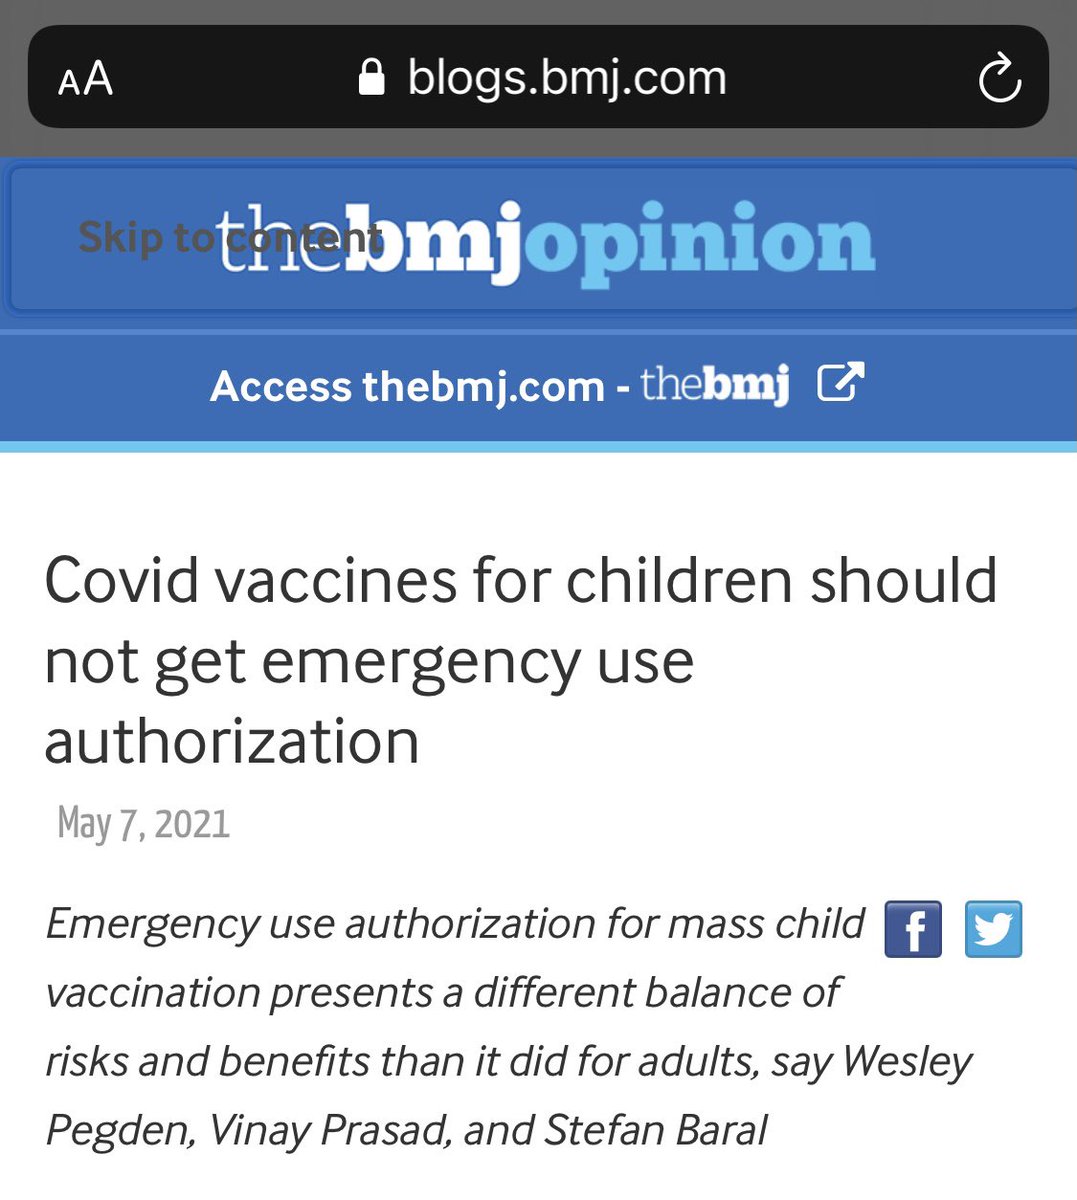 AA blogs.bmj.com
Skip to content
thebmjopinion
Access thebmj.com - thebmj
Covid vaccines for children should
not get emergency use
authorization
May 7, 2021
Emergency use authorization for mass child
vaccination presents a different balance of
risks and benefits than it did for adults, say Wesley
Pegden, Vinay Prasad, and Stefan Baral